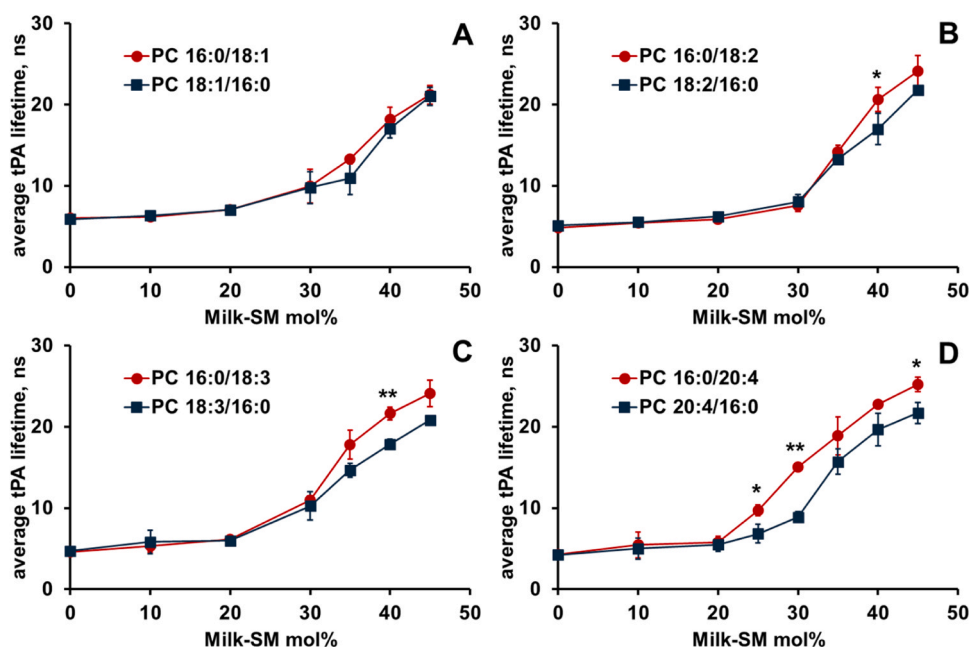 A
PC 16:0/18:1
PC 18:1/16:0
average tPA lifetime, ns
30
20
10
0
0 10 20 30 40 50
Milk-SM mol%
B
PC 16:0/18:2
PC 18:2/16:0
*
average tPA lifetime, ns
30
20
10
0
0 10 20 30 40 50
Milk-SM mol%
C
PC 16:0/18:3
PC 18:3/16:0
**
average tPA lifetime, ns
30
20
10
0
0 10 20 30 40 50
Milk-SM mol%
D
PC 16:0/20:4
PC 20:4/16:0
*
**
*
average tPA lifetime, ns
30
20
10
0
0 10 20 30 40 50
Milk-SM mol%